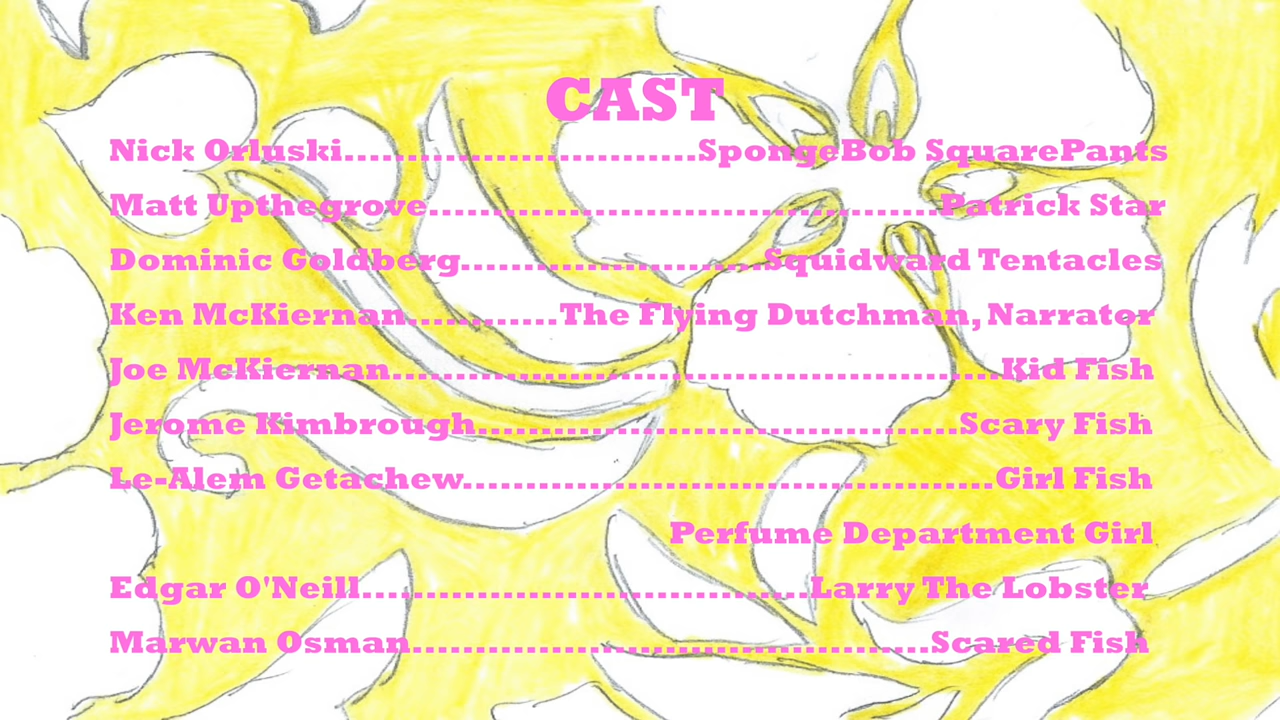 CAST
Nick Orluski............................SpongeBob SquarePants
Matt Upthegrove........................................Patrick Star
Dominic Goldberg........................Squidward Tentacles
Ken McKiernan............The Flying Dutchman, Narrator
Joe McKiernan................................................Kid Fish
Jerome Kimbrough......................................Scary Fish
Le-Alem Getachew..........................................Girl Fish
Perfume Department Girl
Edgar O'Neill...................................Larry The Lobster
Marwan Osman.........................................Scared Fish